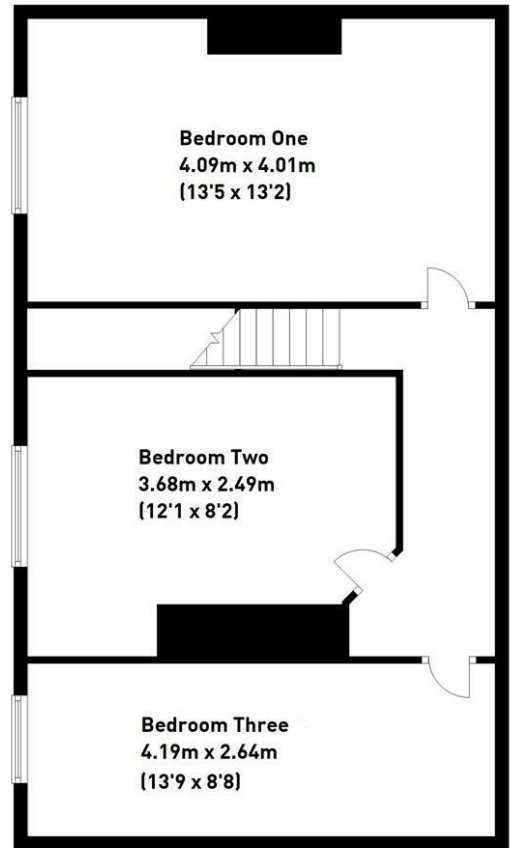 Bedroom One
4.09m x 4.01m
(13'5 x 13'2)
Bedroom Two
3.68m x 2.49m
(12'1 x 8'2)
Bedroom Three
4.19m x 2.64m
(13'9 x 8'8)